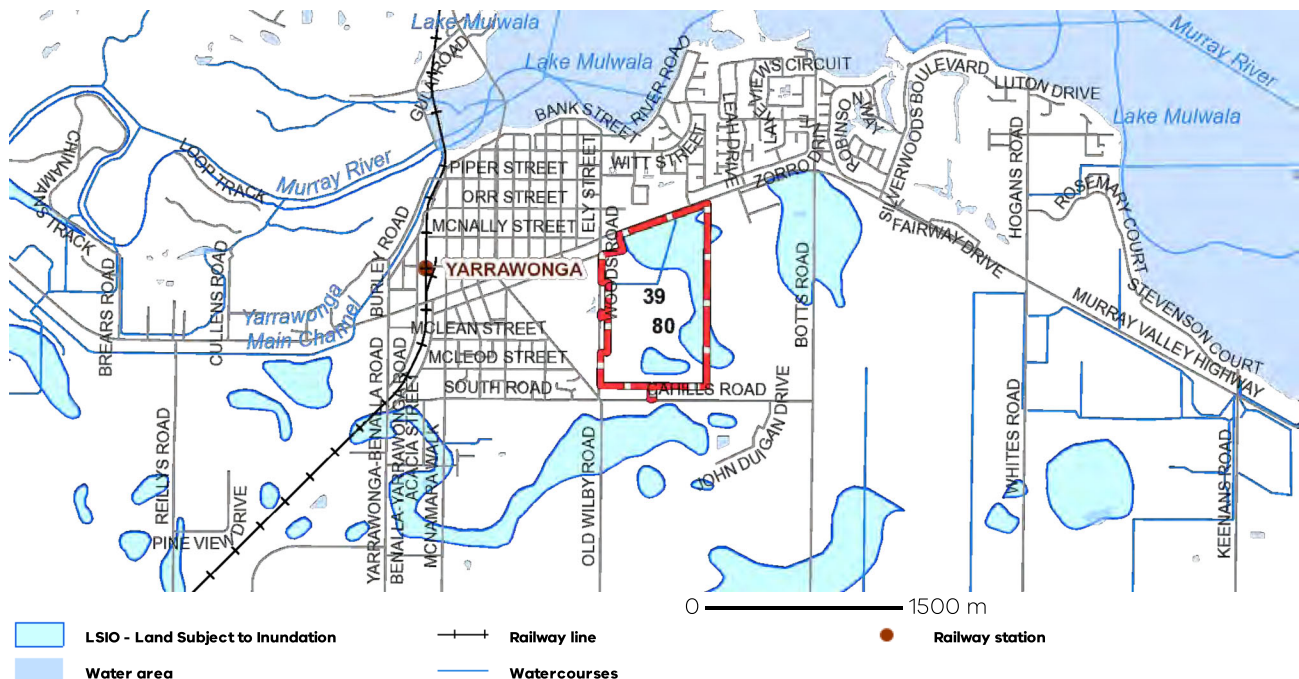 Lake Mulwala
Murray River
Lake Mulwala
GULAI ROAD
RIVER ROAD
LAKE VIEWS CIRCUIT
SILVERWOODS BOULEVARD
LUTON DRIVE
BANK STREET
LEAH DRIVE
ROBINSO
N WAY
Lake Mulwala
CHINAMANS TRACK
LOOP TRACK
Murray River
PIPER STREET
WITT STREET
ZORRO DRIV
HOGANS ROAD
ROSEMARY COURT
ORR STREET
ELY STREET
MCNALLY STREET
FAIRWAY DRIVE
BREARS ROAD
CULLENS ROAD
BURLEY ROAD
YARRAWONGA
WOODS ROAD
39
80
BOTTS ROAD
STEVENSON COURT
Yarrawonga
Main Channel
MCLEAN STREET
MCLEOD STREET
SOUTH ROAD
CAHILLS ROAD
MURRAY VALLEY HIGHWAY
REILLYS ROAD
PINE VIEW DRIVE
YARRAWONGA-BENALLA ROAD
BENALLA-YARRAWONGA ROAD
ACACIA STREET
MCNAMARA WALK
OLD WILBY ROAD
JOHN DUIGAN DRIVE
WHITES ROAD
KEENANS ROAD
0 1500 m
LSIO - Land Subject to Inundation
Railway line
Railway station
Water area
Watercourses